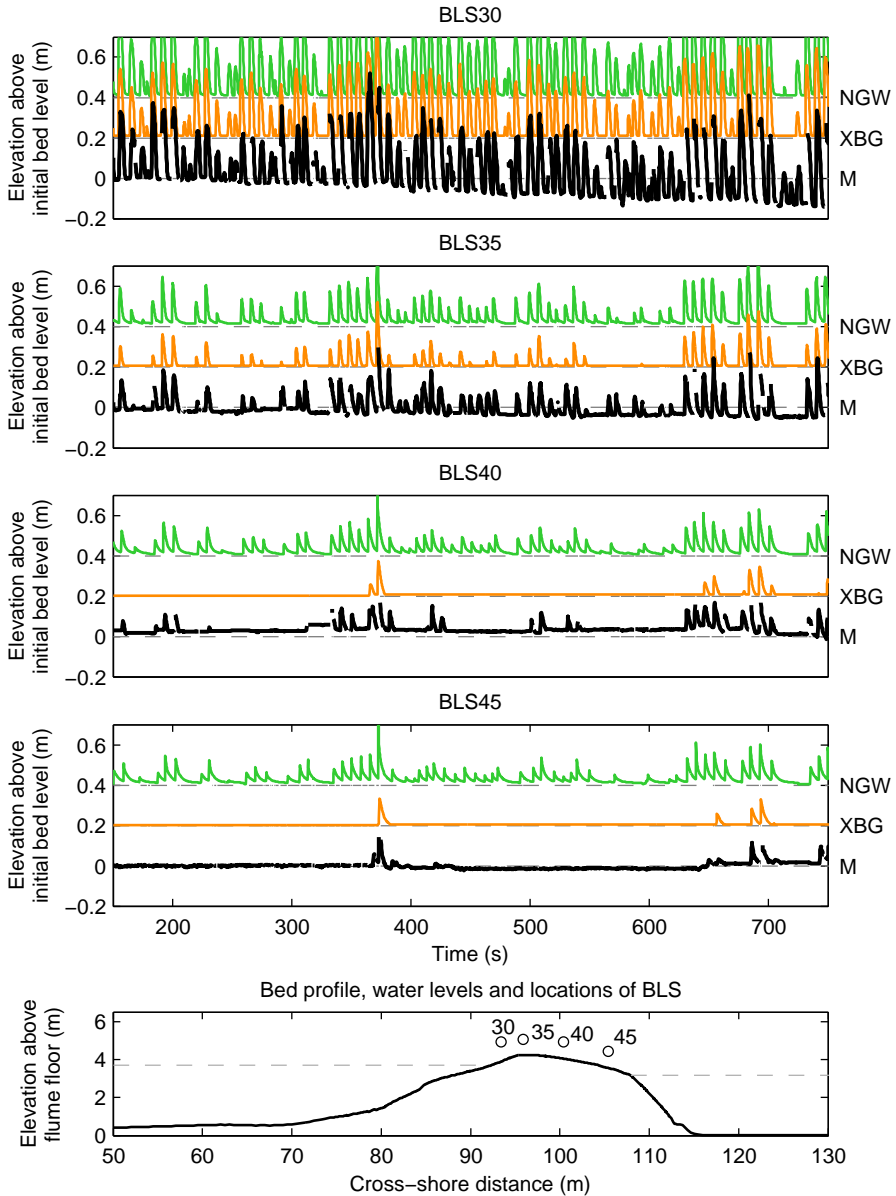 BLS30
Elevation above
initial bed level (m)
0.6
0.4
0.2
0
−0.2
NGW
XBG
M
BLS35
Elevation above
initial bed level (m)
0.6
0.4
0.2
0
−0.2
NGW
XBG
M
BLS40
Elevation above
initial bed level (m)
0.6
0.4
0.2
0
−0.2
NGW
XBG
M
BLS45
Elevation above
initial bed level (m)
0.6
0.4
0.2
0
−0.2
NGW
XBG
M
200 300 400 500 600 700
Time (s)
Bed profile, water levels and locations of BLS
Elevation above
flume floor (m)
6
4
2
0
30 35 40 45
50 60 70 80 90 100 110 120 130
Cross−shore distance (m)